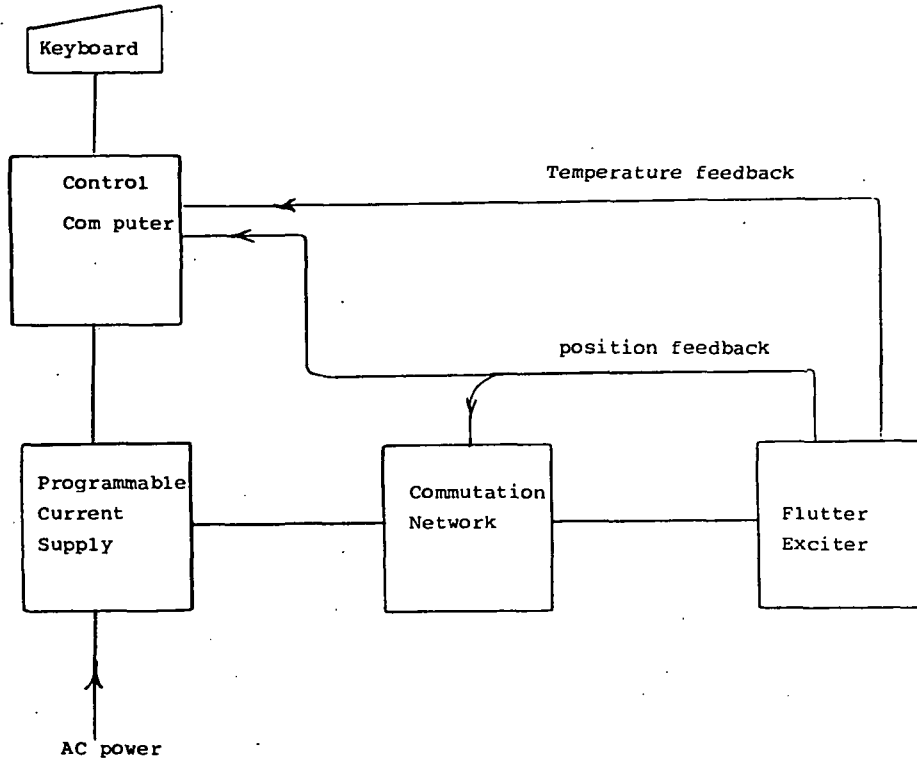 Keyboard
Control
Com puter
Temperature feedback
position feedback
Programmable
Current
Supply
Commutation
Network
Flutter
Exciter
AC power